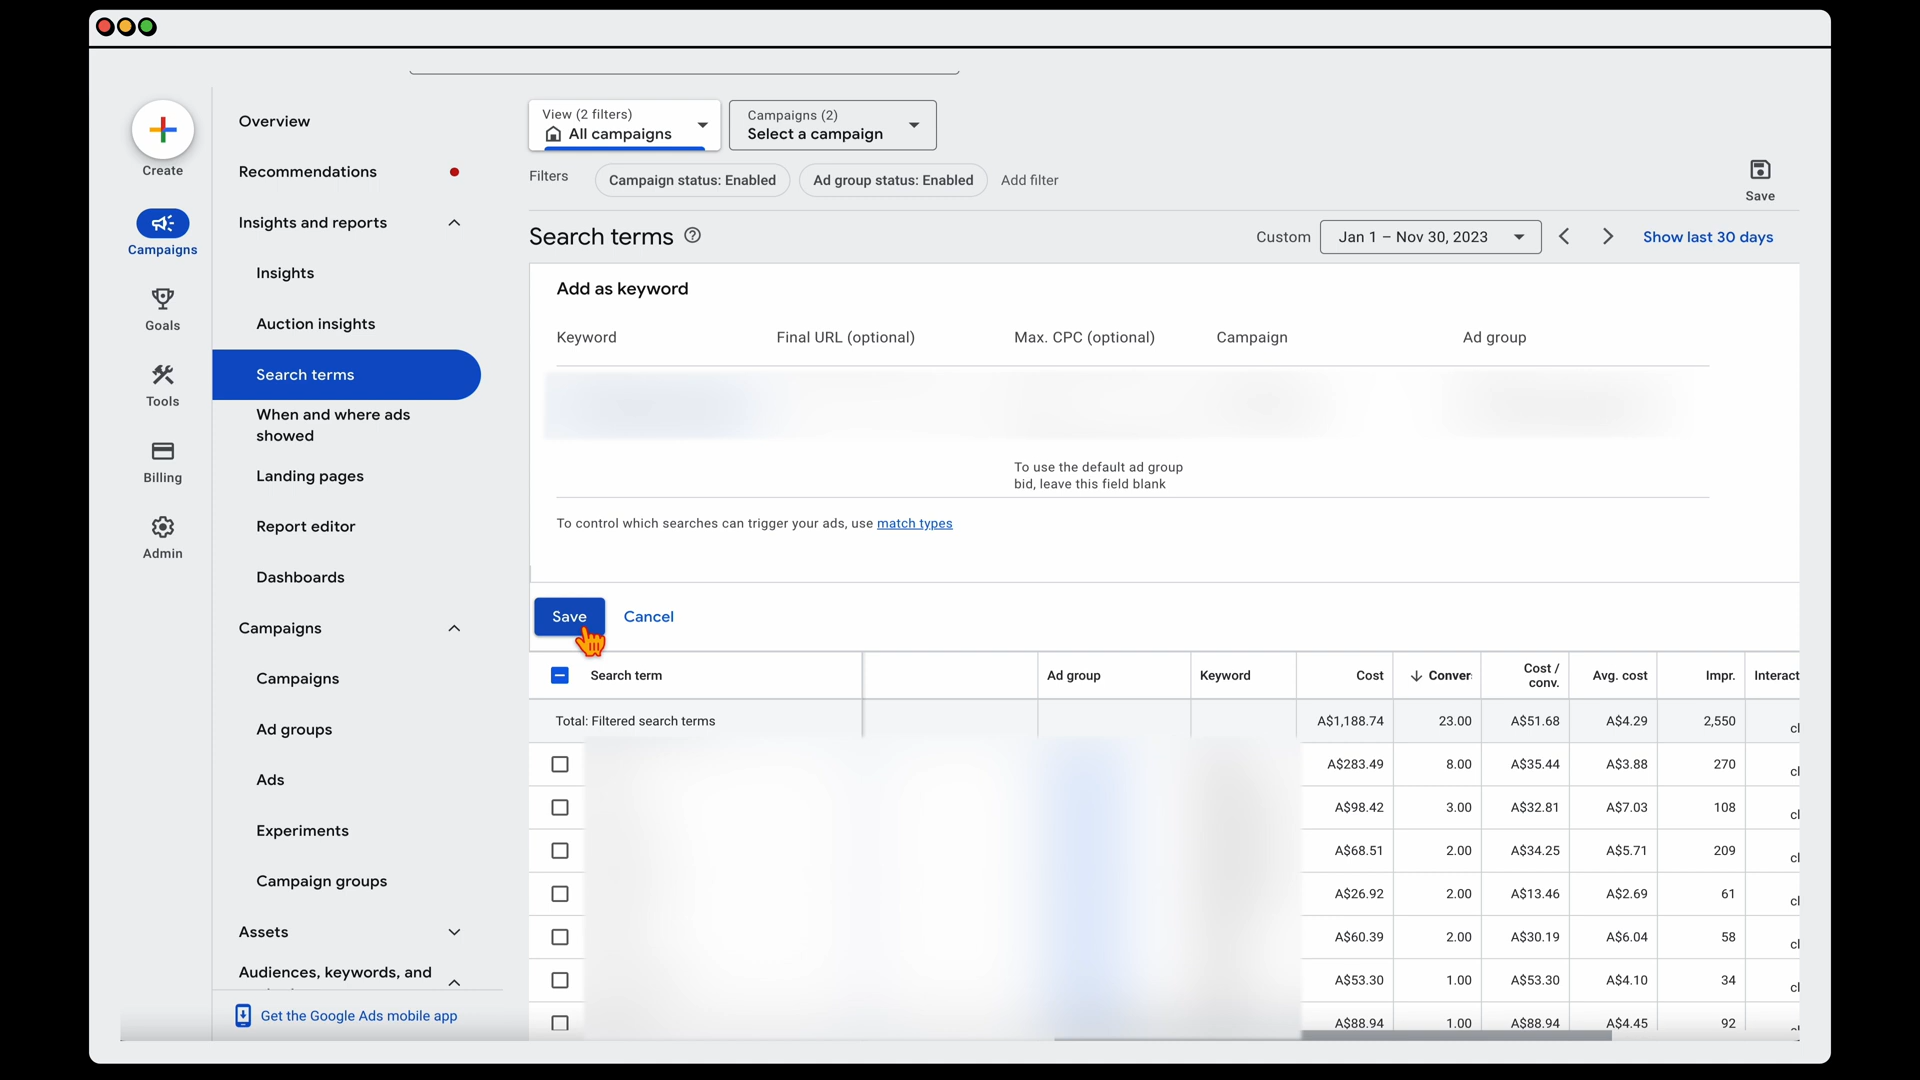 Create
Campaigns
Goals
Tools
Billing
Admin
Overview
Recommendations
Insights and reports
Insights
Auction insights
Search terms
When and where ads
showed
Landing pages
Report editor
Dashboards
Campaigns
Campaigns
Ad groups
Ads
Experiments
Campaign groups
Assets
Audiences, keywords, and
Get the Google Ads mobile app
View (2 filters)
All campaigns
Campaigns (2)
Select a campaign
Filters
Campaign status: Enabled
Ad group status: Enabled
Add filter
Save
Search terms
Custom
Jan 1 – Nov 30, 2023
Show last 30 days
Add as keyword
Keyword Final URL (optional) Max. CPC (optional) Campaign Ad group
To use the default ad group
bid, leave this field blank
To control which searches can trigger your ads, use match types
Save Cancel
Search term Ad group Keyword Cost Conver Cost / conv. Avg. cost Impr. Interact
Total: Filtered search terms A$1,188.74 23.00 A$51.68 A$4.29 2,550 cl
A$283.49 8.00 A$35.44 A$3.88 270 cl
A$98.42 3.00 A$32.81 A$7.03 108 cl
A$68.51 2.00 A$34.25 A$5.71 209 cl
A$26.92 2.00 A$13.46 A$2.69 61 cl
A$60.39 2.00 A$30.19 A$6.04 58 cl
A$53.30 1.00 A$53.30 A$4.10 34 cl
A$88.94 1.00 A$88.94 A$4.45 92